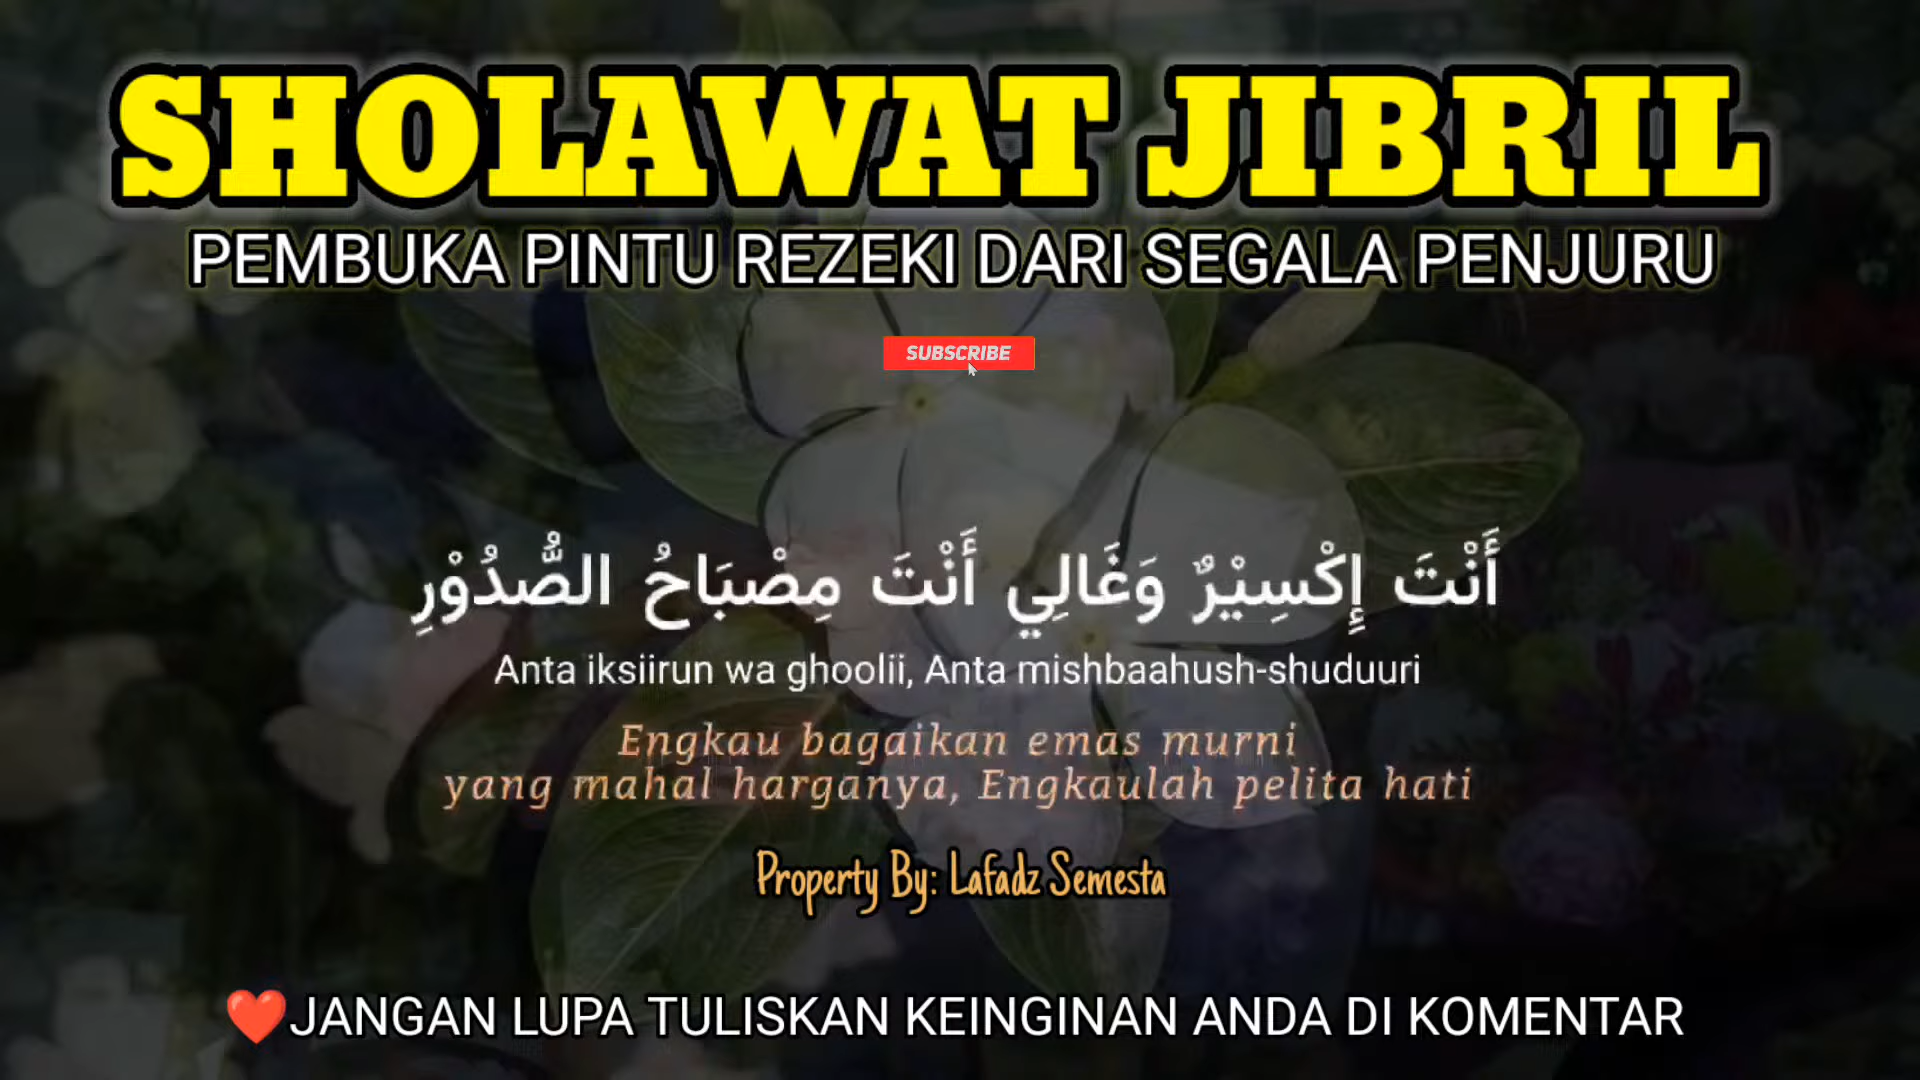 SHOLAWAT JIBRIL
PEMBUKA PINTU REZEKI DARI SEGALA PENJURU
SUBSCRIBE
أَنْتَ إِكْسِيْرٌ وَغَالِي أَنْتَ مِصْبَاحُ الصُّدُوْرِ
Anta iksiirun wa ghoolii, Anta mishbaahush-shuduuri
Engkau bagaikan emas murni
yang mahal harganya, Engkaulah pelita hati
Property By: Lafadz Semesta
❤️JANGAN LUPA TULISKAN KEINGINAN ANDA DI KOMENTAR